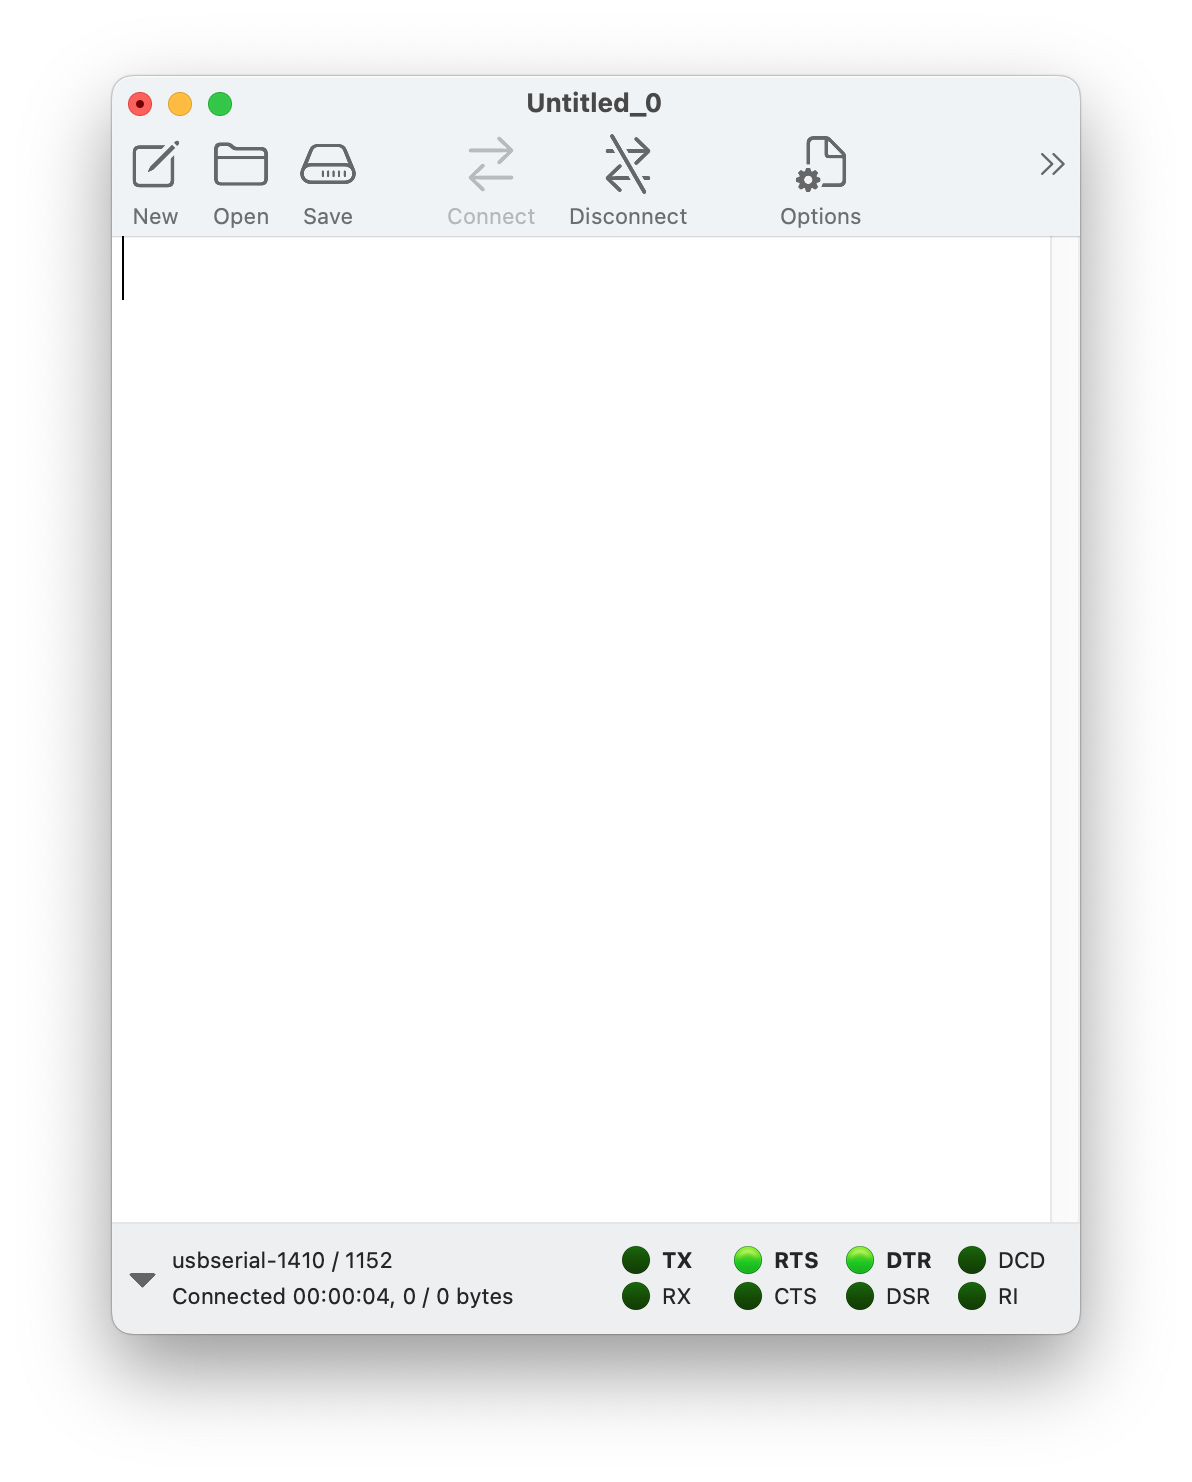 Untitled_0
New Open Save Connect Disconnect Options
usbserial-1410 / 1152
Connected 00:00:04, 0 / 0 bytes
TX RTS DTR DCD
RX CTS DSR RI